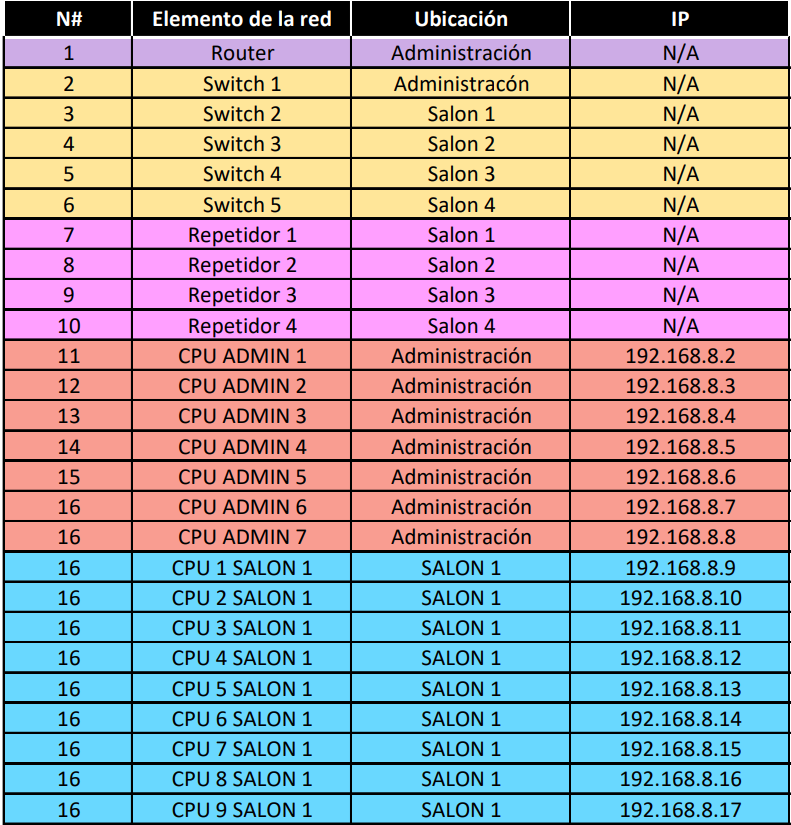 N# Elemento de la red Ubicación IP
1 Router Administración N/A
2 Switch 1 Administracón N/A
3 Switch 2 Salon 1 N/A
4 Switch 3 Salon 2 N/A
5 Switch 4 Salon 3 N/A
6 Switch 5 Salon 4 N/A
7 Repetidor 1 Salon 1 N/A
8 Repetidor 2 Salon 2 N/A
9 Repetidor 3 Salon 3 N/A
10 Repetidor 4 Salon 4 N/A
11 CPU ADMIN 1 Administración 192.168.8.2
12 CPU ADMIN 2 Administración 192.168.8.3
13 CPU ADMIN 3 Administración 192.168.8.4
14 CPU ADMIN 4 Administración 192.168.8.5
15 CPU ADMIN 5 Administración 192.168.8.6
16 CPU ADMIN 6 Administración 192.168.8.7
16 CPU ADMIN 7 Administración 192.168.8.8
16 CPU 1 SALON 1 SALON 1 192.168.8.9
16 CPU 2 SALON 1 SALON 1 192.168.8.10
16 CPU 3 SALON 1 SALON 1 192.168.8.11
16 CPU 4 SALON 1 SALON 1 192.168.8.12
16 CPU 5 SALON 1 SALON 1 192.168.8.13
16 CPU 6 SALON 1 SALON 1 192.168.8.14
16 CPU 7 SALON 1 SALON 1 192.168.8.15
16 CPU 8 SALON 1 SALON 1 192.168.8.16
16 CPU 9 SALON 1 SALON 1 192.168.8.17